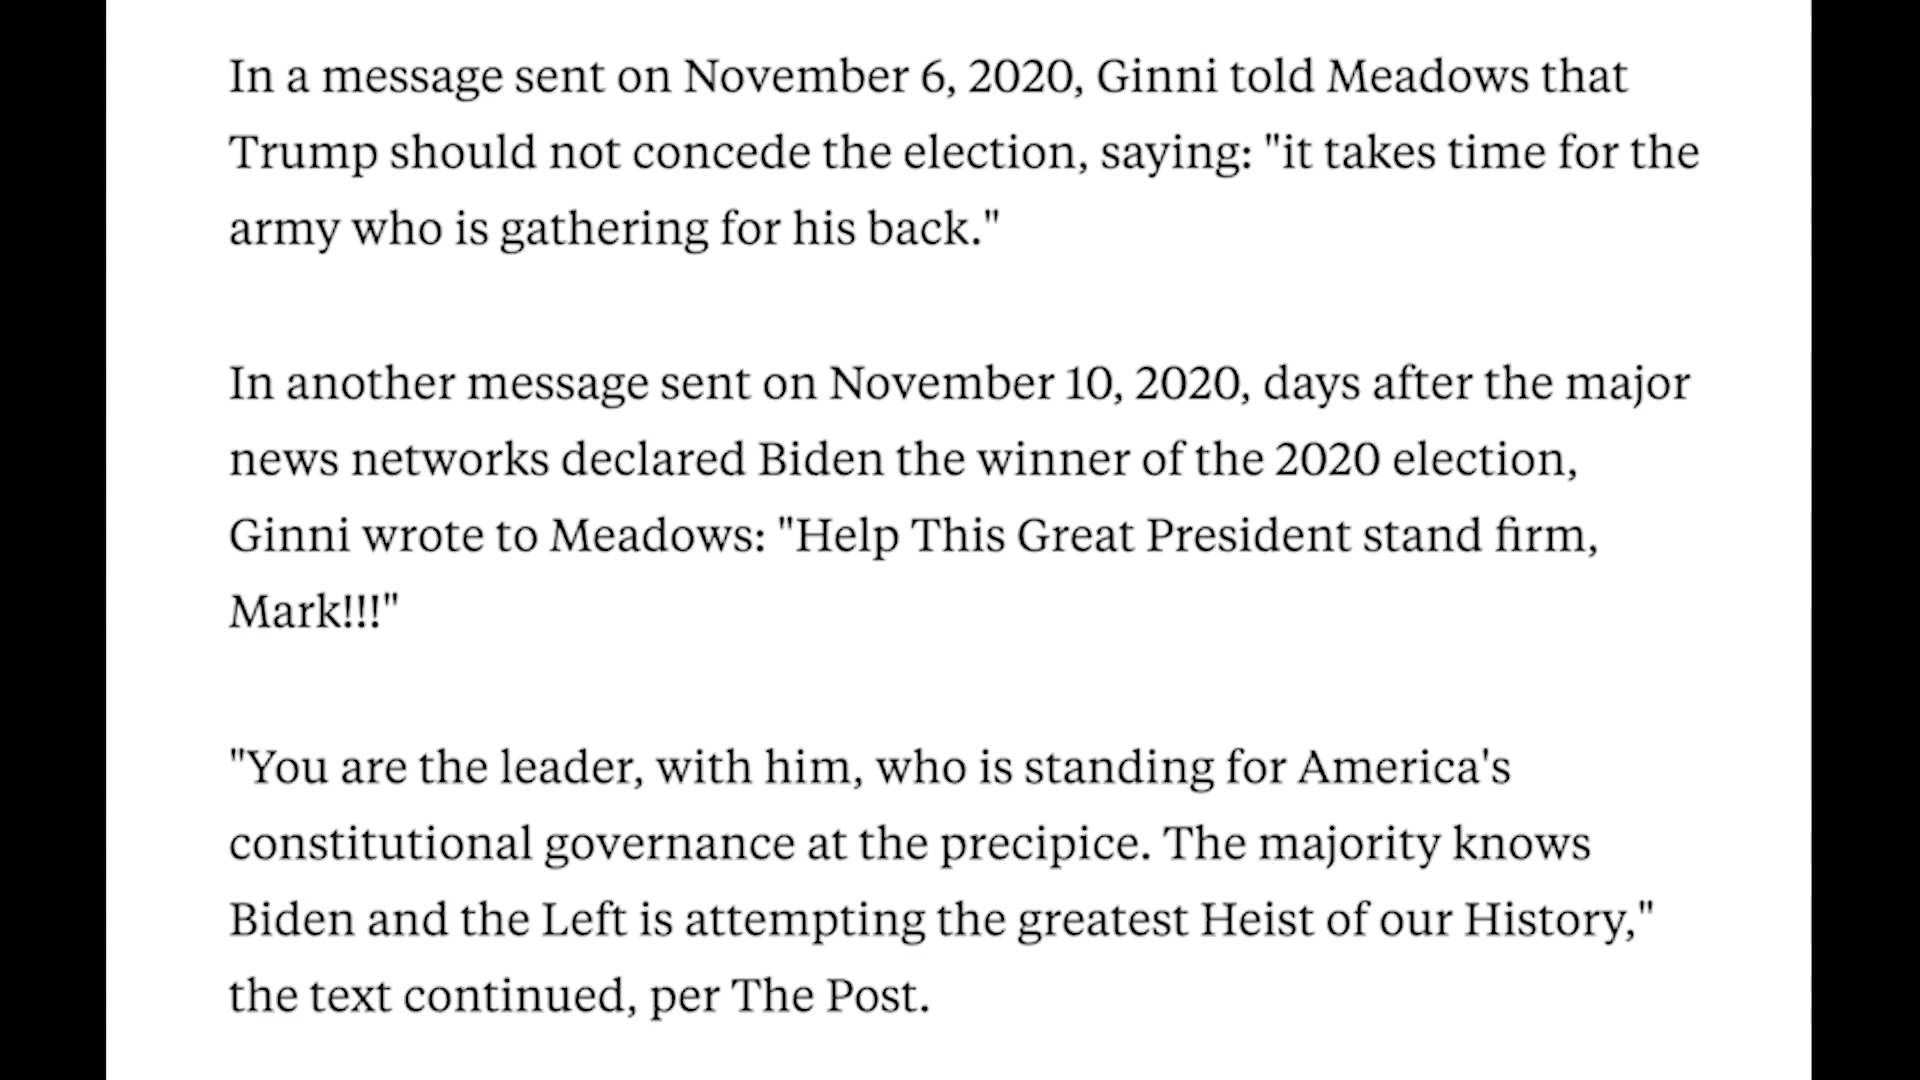 In a message sent on November 6, 2020, Ginni told Meadows that
Trump should not concede the election, saying: "it takes time for the
army who is gathering for his back."
In another message sent on November 10, 2020, days after the major
news networks declared Biden the winner of the 2020 election,
Ginni wrote to Meadows: "Help This Great President stand firm,
Mark!!!"
"You are the leader, with him, who is standing for America's
constitutional governance at the precipice. The majority knows
Biden and the Left is attempting the greatest Heist of our History,"
the text continued, per The Post.